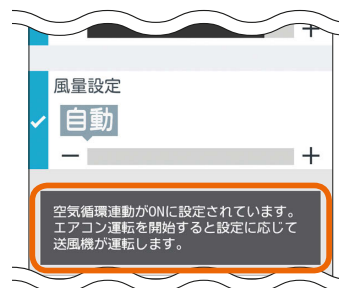 +
風量設定
自動
− +
空気循環連動がONに設定されています。
エアコン運転を開始すると設定に応じて
送風機が運転します。